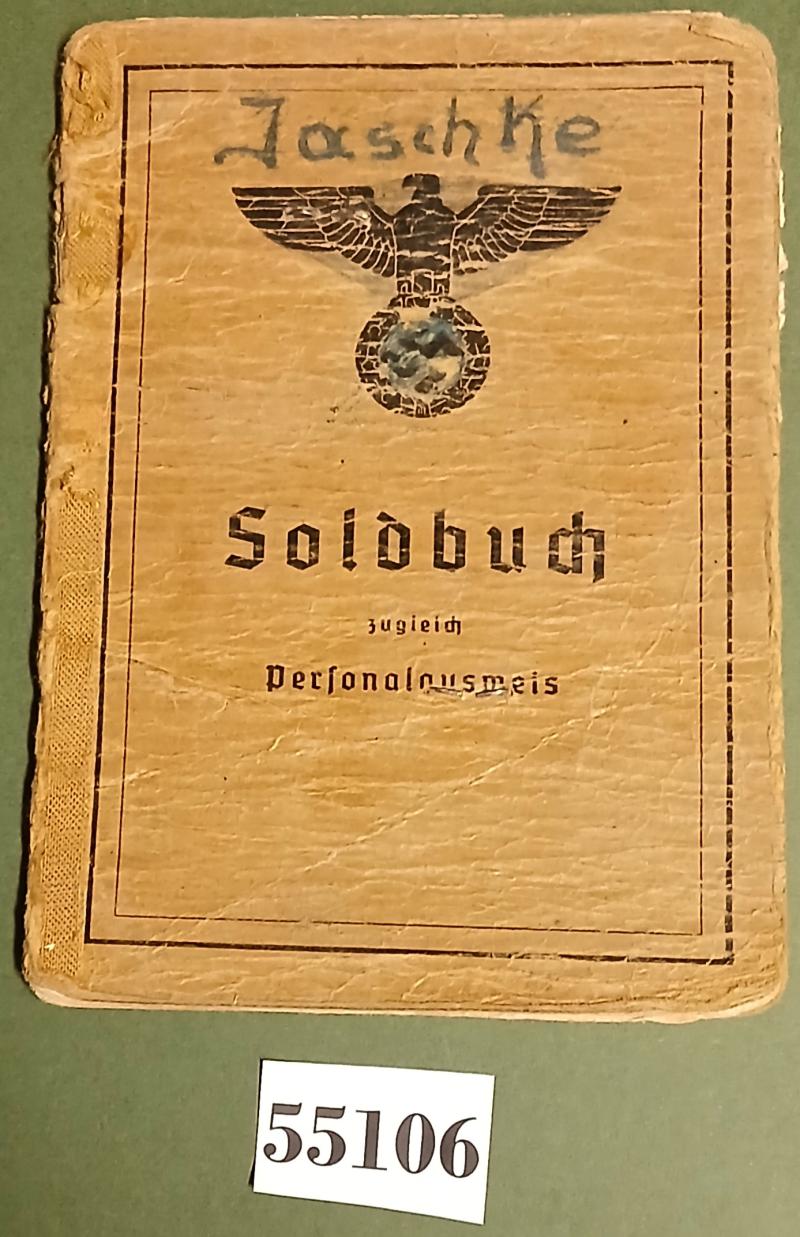 Jaschke
Soldbuch
zugleich
Perſonalausweis
55106